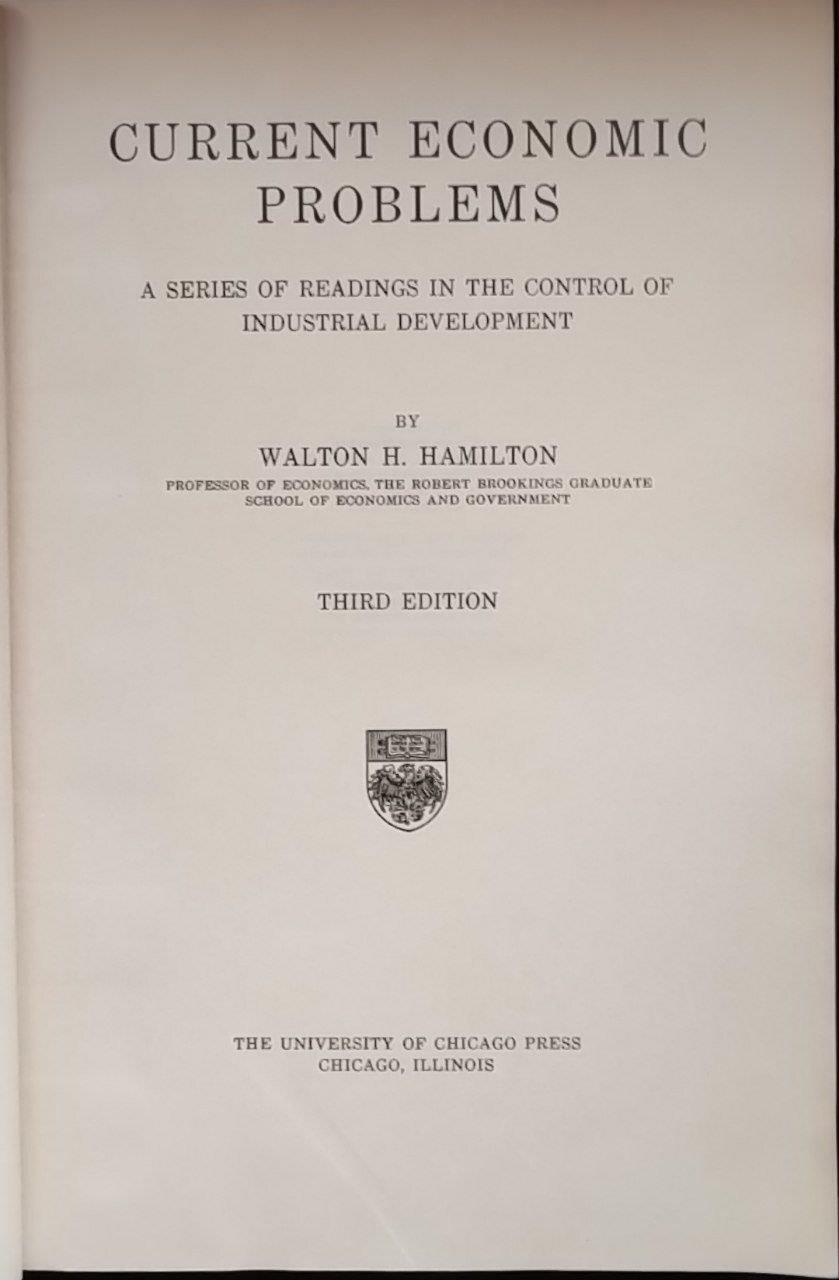 CURRENT ECONOMIC
PROBLEMS
A SERIES OF READINGS IN THE CONTROL OF
INDUSTRIAL DEVELOPMENT
BY
WALTON H. HAMILTON
PROFESSOR OF ECONOMICS, THE ROBERT BROOKINGS GRADUATE
SCHOOL OF ECONOMICS AND GOVERNMENT
THIRD EDITION
THE UNIVERSITY OF CHICAGO PRESS
CHICAGO, ILLINOIS